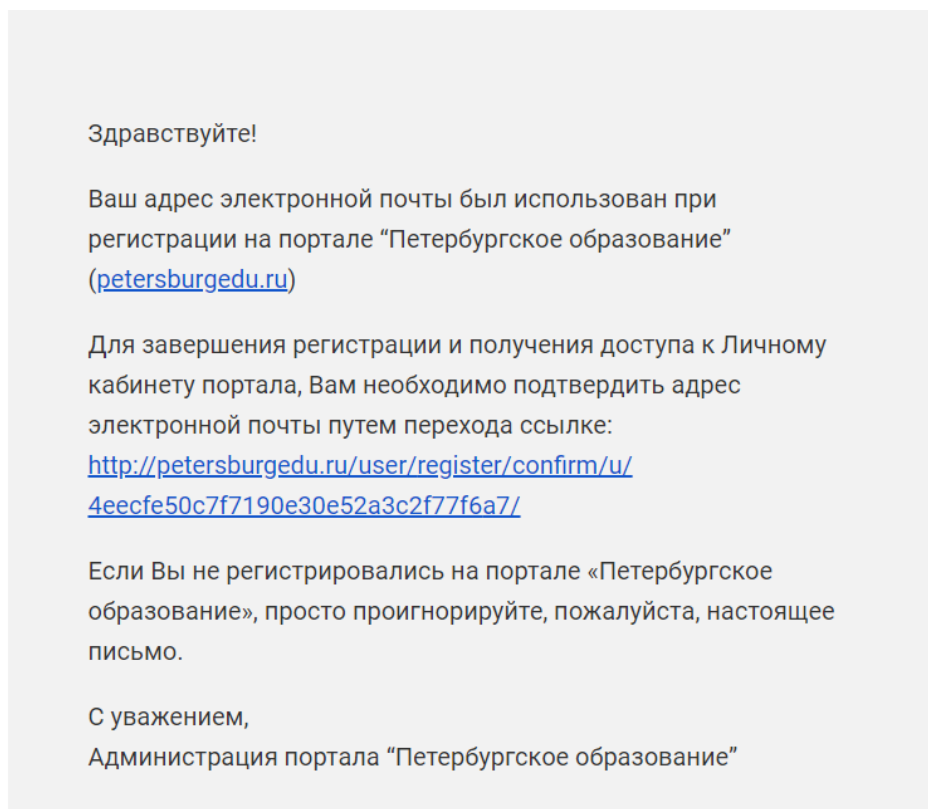 Здравствуйте!
Ваш адрес электронной почты был использован при
регистрации на портале “Петербургское образование”
(petersburgedu.ru)
Для завершения регистрации и получения доступа к Личному
кабинету портала, Вам необходимо подтвердить адрес
электронной почты путем перехода ссылке:
http://petersburgedu.ru/user/register/confirm/u/
4eecfe50c7f7190e30e52a3c2f77f6a7/
Если Вы не регистрировались на портале «Петербургское
образование», просто проигнорируйте, пожалуйста, настоящее
письмо.
С уважением,
Администрация портала “Петербургское образование”